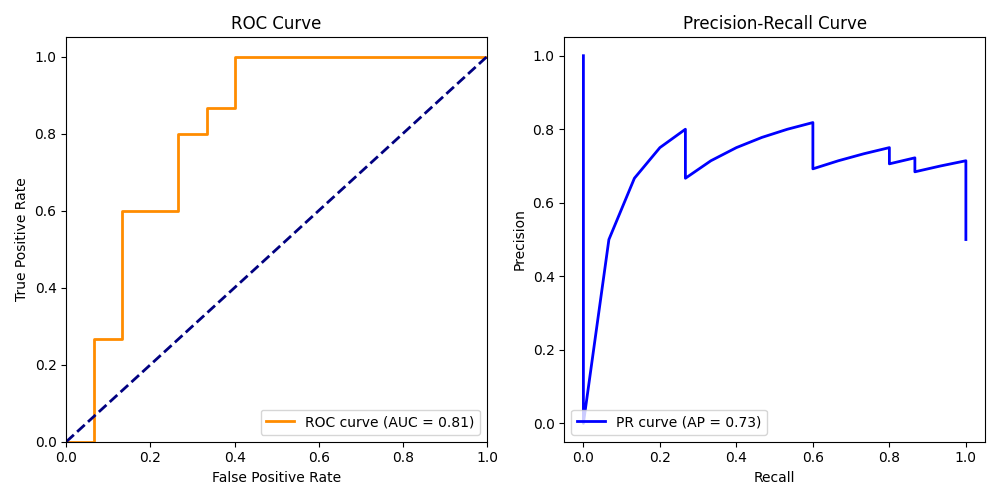 ROC Curve
1.0
0.8
0.6
0.4
0.2
0.0
True Positive Rate
0.0 0.2 0.4 0.6 0.8 1.0
False Positive Rate
ROC curve (AUC = 0.81)
Precision-Recall Curve
1.0
0.8
0.6
0.4
0.2
0.0
Precision
0.0 0.2 0.4 0.6 0.8 1.0
Recall
PR curve (AP = 0.73)